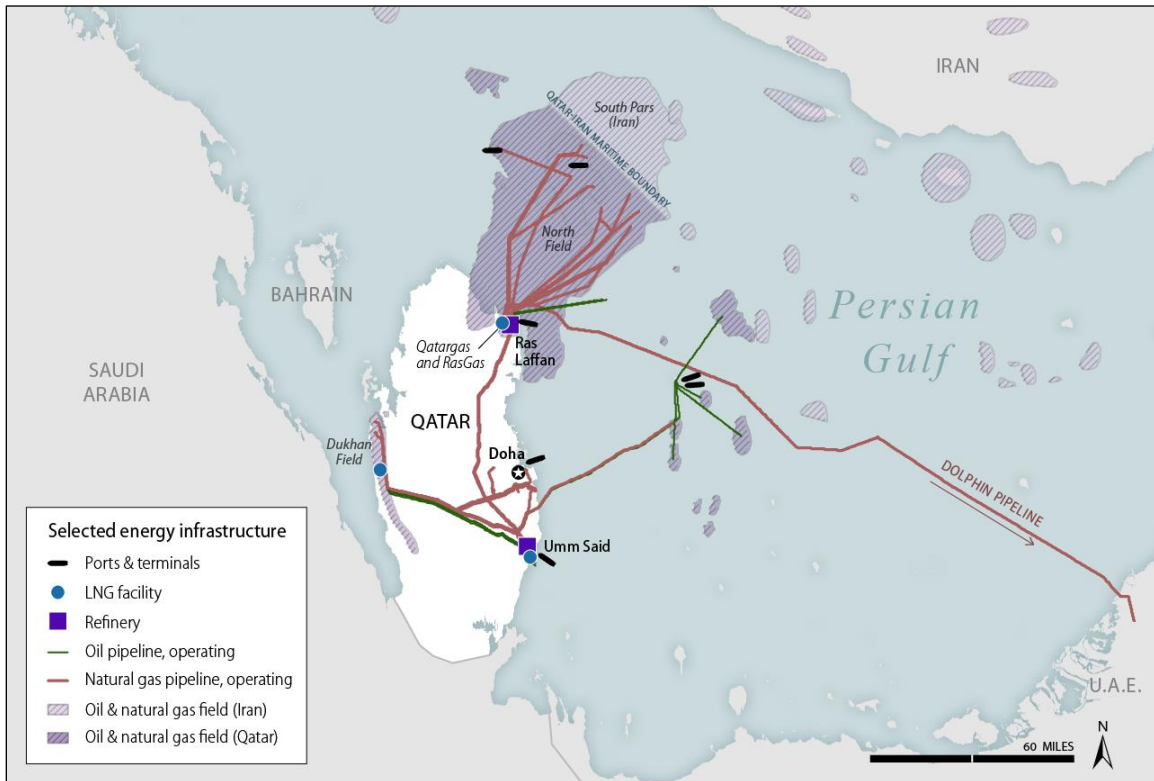 IRAN
South Pars
(Iran)
QATAR-IRAN MARITIME BOUNDARY
North
Field
BAHRAIN
Persian
Gulf
Qatargas
and RasGas
Ras
Laffan
SAUDI
ARABIA
QATAR
Dukhan
Field
Doha
DOLPHIN PIPELINE
Umm Said
U.A.E.
Selected energy infrastructure
Ports & terminals
LNG facility
Refinery
Oil pipeline, operating
Natural gas pipeline, operating
Oil & natural gas field (Iran)
Oil & natural gas field (Qatar)
60 MILES
N